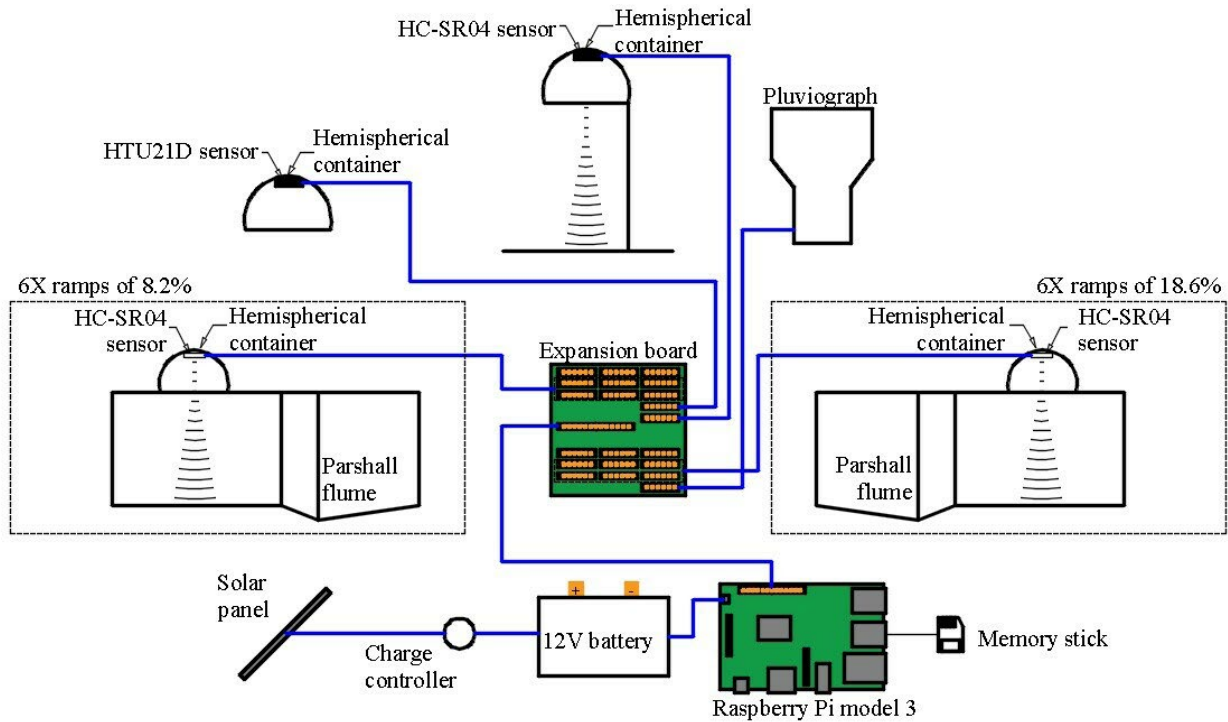 HC-SR04 sensor
Hemispherical
container
Pluviograph
HTU21D sensor
Hemispherical
container
6X ramps of 8.2%
HC-SR04
sensor
Hemispherical
container
Parshall
flume
Expansion board
6X ramps of 18.6%
Hemispherical
container
HC-SR04
sensor
Parshall
flume
Solar
panel
Charge
controller
+
-
12V battery
Raspberry Pi model 3
Memory stick